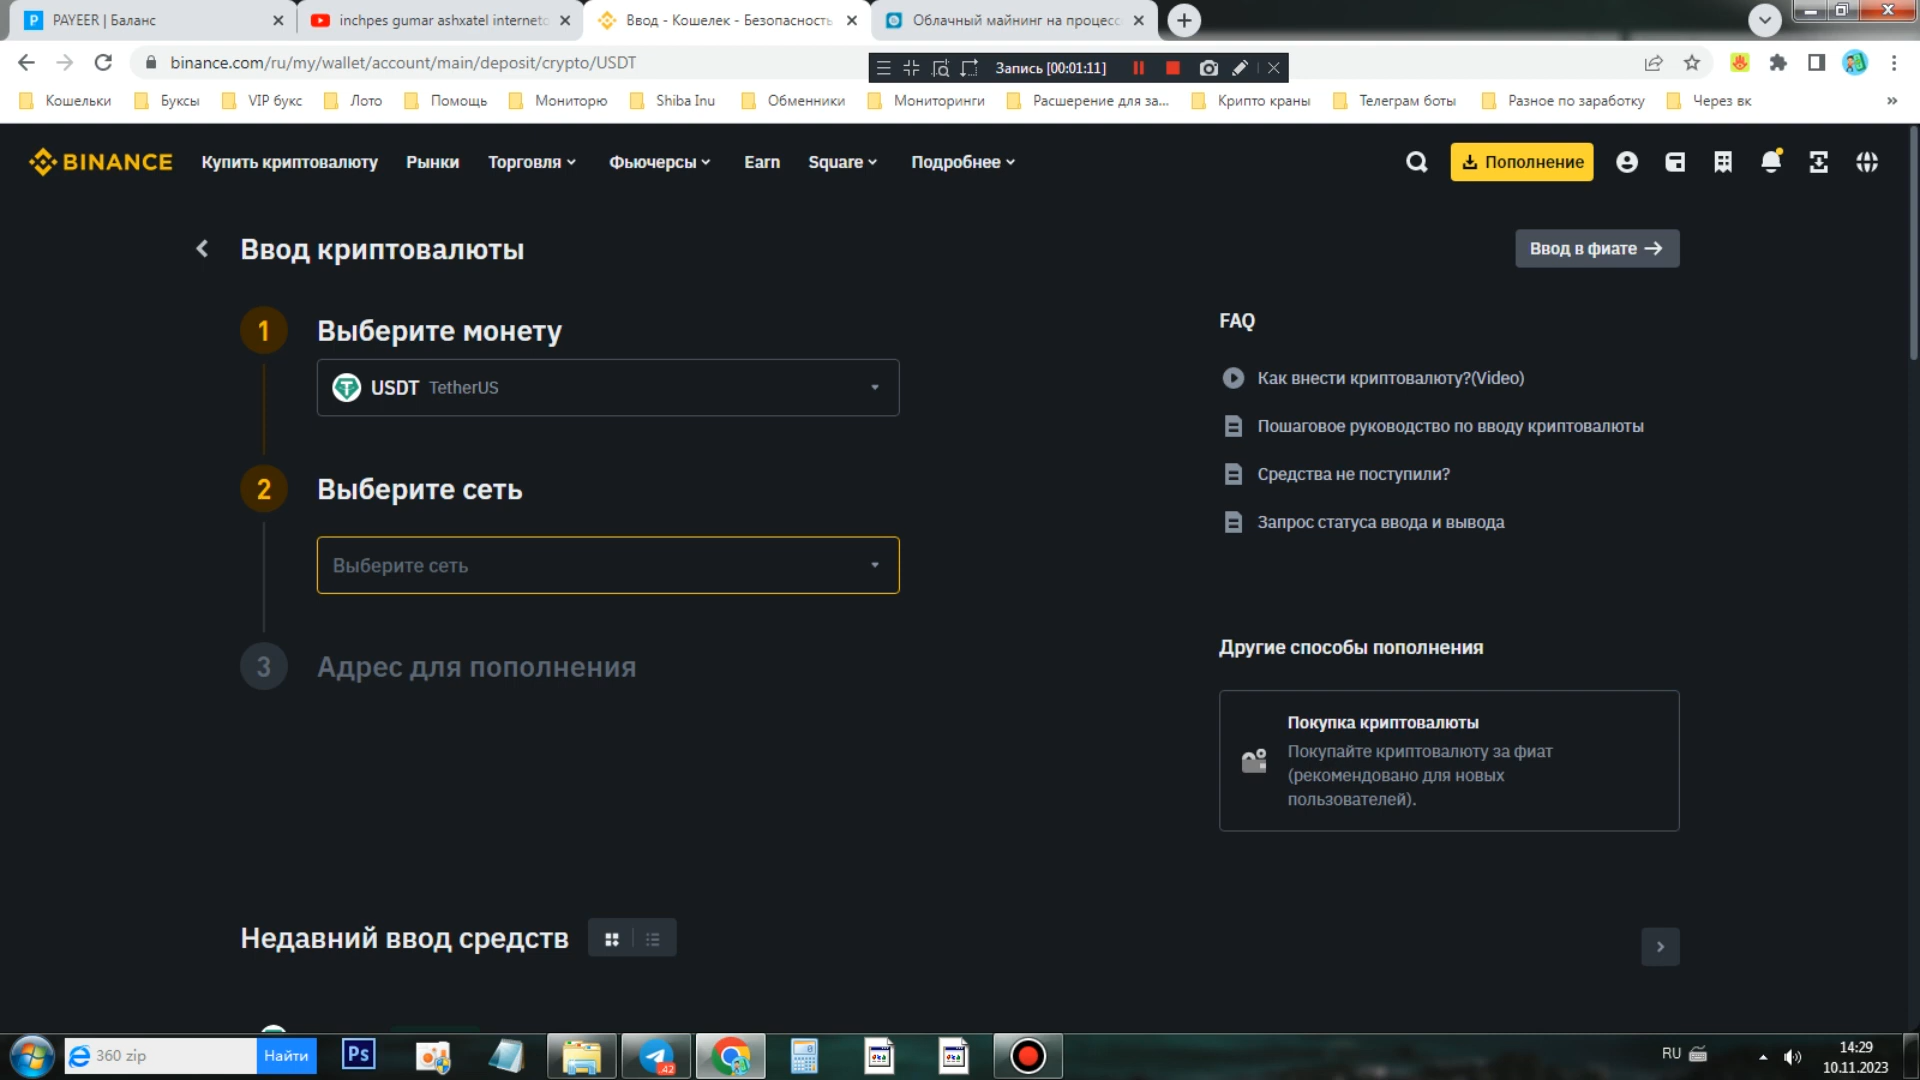 PAYEER | Баланс
inchpes gumar ashxatel internetо
Ввод - Кошелек - Безопасность
Облачный майнинг на процесс
binance.com/ru/my/wallet/account/main/deposit/crypto/USDT
Запись [00:01:11]
Кошельки
Буксы
VIP букс
Лото
Помощь
Мониторю
Shiba Inu
Обменники
Мониторинги
Расшерение для за...
Крипто краны
Телеграм боты
Разное по заработку
Через вк
»
BINANCE
Купить криптовалюту
Рынки
Торговля
Фьючерсы
Earn
Square
Подробнее
Пополнение
Ввод криптовалюты
Ввод в фиате →
1
Выберите монету
USDT TetherUS
2
Выберите сеть
Выберите сеть
3
Адрес для пополнения
FAQ
Как внести криптовалюту?(Video)
Пошаговое руководство по вводу криптовалюты
Средства не поступили?
Запрос статуса ввода и вывода
Другие способы пополнения
Покупка криптовалюты
Покупайте криптовалюту за фиат
(рекомендовано для новых
пользователей).
Недавний ввод средств
360 zip
Найти
Ps
42
RU
14:29
10.11.2023